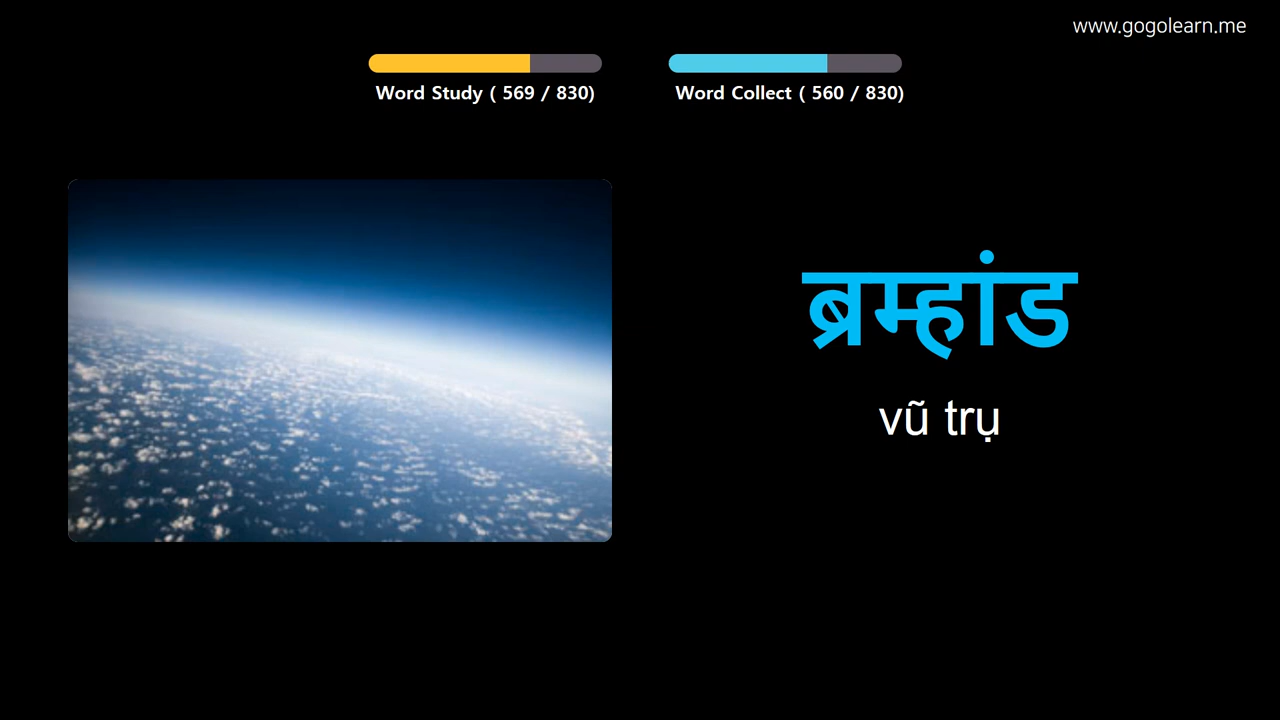 www.gogolearn.me
Word Study ( 569 / 830)
Word Collect ( 560 / 830)
ब्रम्हांड
vũ trụ